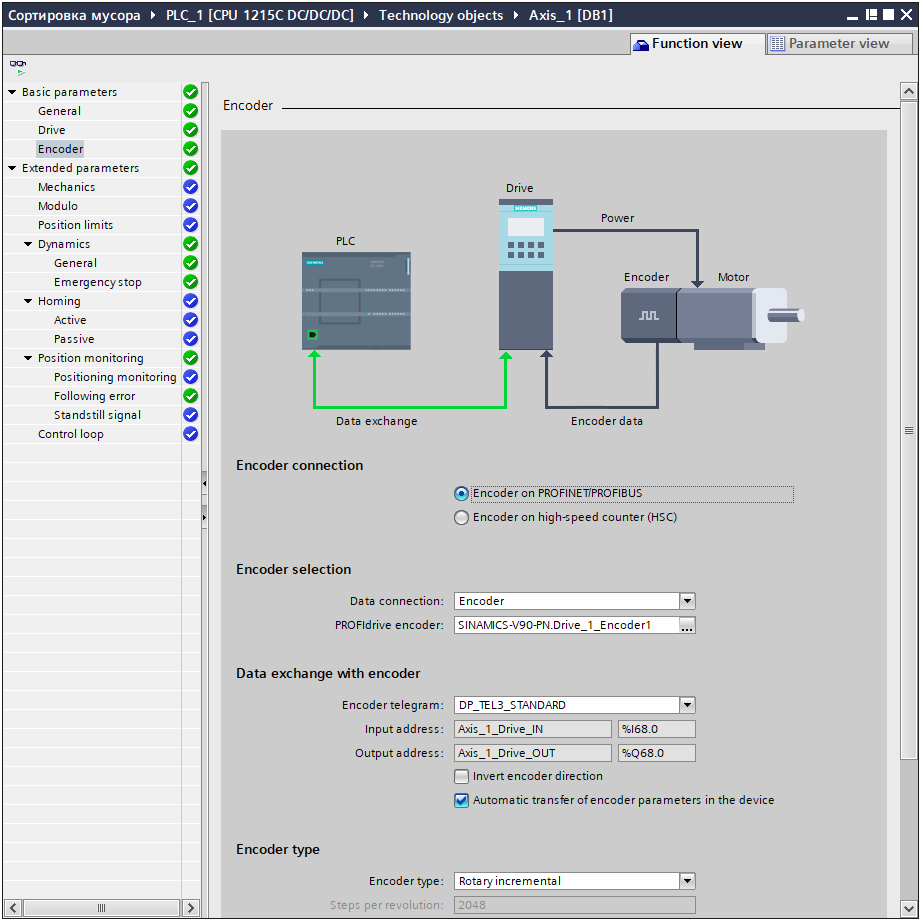 Сортировка мусора PLC_1 [CPU 1215C DC/DC/DC] Technology objects Axis_1 [DB1]
Function view Parameter view
Basic parameters
General
Drive
Encoder
Extended parameters
Mechanics
Modulo
Position limits
Dynamics
General
Emergency stop
Homing
Active
Passive
Position monitoring
Positioning monitoring
Following error
Standstill signal
Control loop
Encoder
Drive
SIEMENS
Power
PLC
SIEMENS
Encoder Motor
Data exchange
Encoder data
Encoder connection
Encoder on PROFINET/PROFIBUS
Encoder on high-speed counter (HSC)
Encoder selection
Data connection: Encoder
PROFIdrive encoder: SINAMICS-V90-PN.Drive_1_Encoder1 ...
Data exchange with encoder
Encoder telegram: DP_TEL3_STANDARD
Input address: Axis_1_Drive_IN %I68.0
Output address: Axis_1_Drive_OUT %Q68.0
Invert encoder direction
Automatic transfer of encoder parameters in the device
Encoder type
Encoder type: Rotary incremental
Steps per revolution: 2048